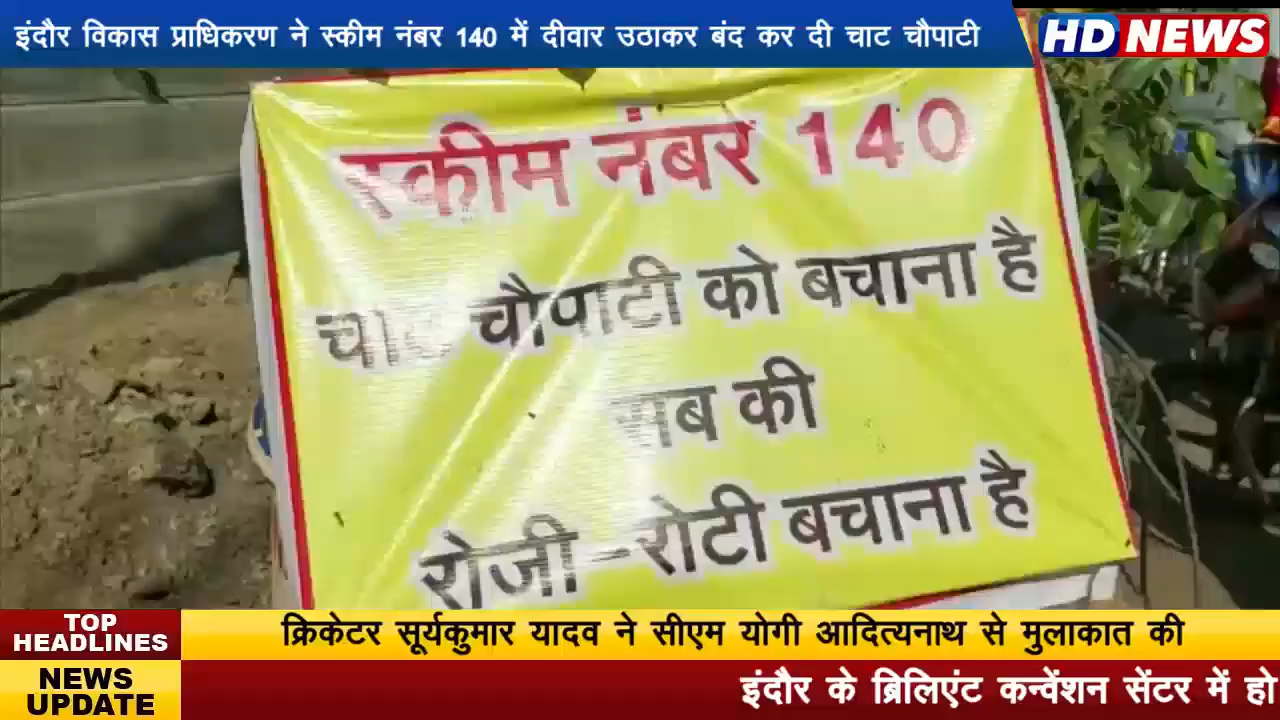 इंदौर विकास प्राधिकरण ने स्कीम नंबर 140 में दीवार उठाकर बंद कर दी चाट चौपाटी
HD NEWS
स्कीम नंबर 140
चाट चौपाटी को बचाना है
सब की
रोजी-रोटी बचाना है
TOP HEADLINES
क्रिकेटर सूर्यकुमार यादव ने सीएम योगी आदित्यनाथ से मुलाकात की
NEWS UPDATE
इंदौर के ब्रिलिएंट कन्वेंशन सेंटर में हो